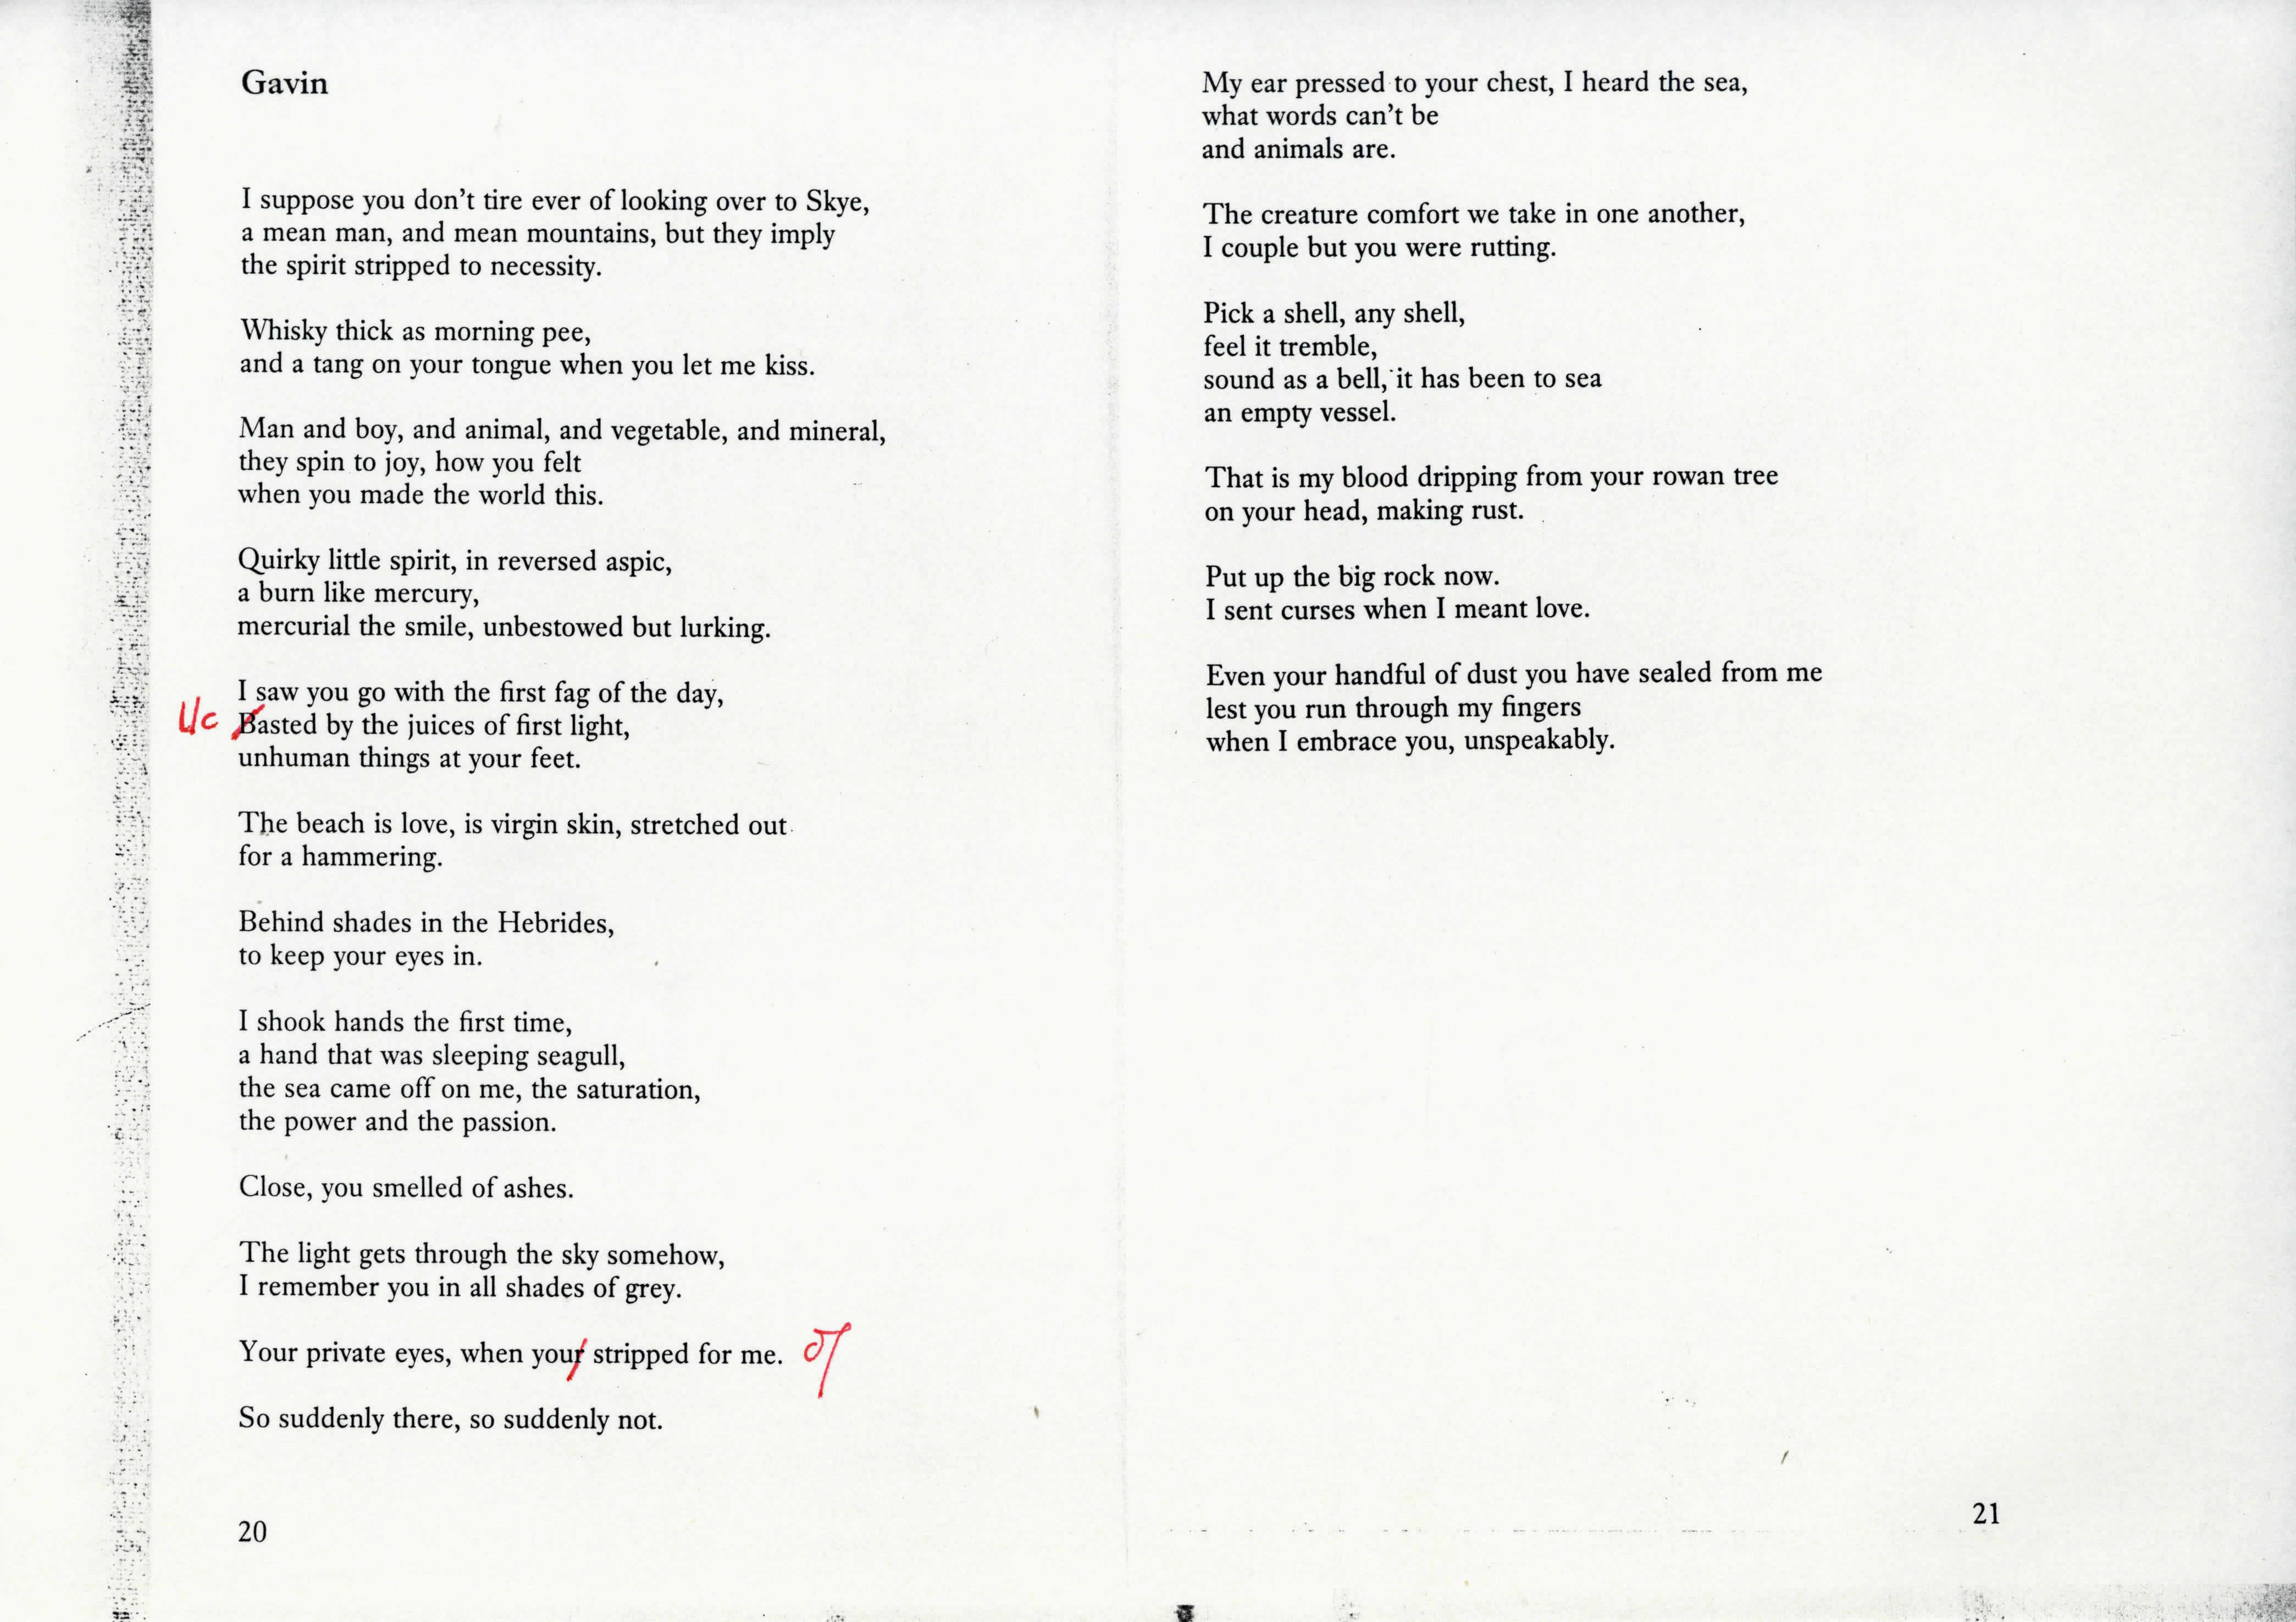 Gavin
I suppose you don't tire ever of looking over to Skye,
a mean man, and mean mountains, but they imply
the spirit stripped to necessity.
Whisky thick as morning pee,
and a tang on your tongue when you let me kiss.
Man and boy, and animal, and vegetable, and mineral,
they spin to joy, how you felt
when you made the world this.
Quirky little spirit, in reversed aspic,
a burn like mercury,
mercurial the smile, unbestowed but lurking.
I saw you go with the first fag of the day,
l/c Basted by the juices of first light,
unhuman things at your feet.
The beach is love, is virgin skin, stretched out
for a hammering.
Behind shades in the Hebrides,
to keep your eyes in.
I shook hands the first time,
a hand that was sleeping seagull,
the sea came off on me, the saturation,
the power and the passion.
Close, you smelled of ashes.
The light gets through the sky somehow,
I remember you in all shades of grey.
Your private eyes, when your stripped for me.
So suddenly there, so suddenly not.
20
My ear pressed to your chest, I heard the sea,
what words can't be
and animals are.
The creature comfort we take in one another,
I couple but you were rutting.
Pick a shell, any shell,
feel it tremble,
sound as a bell, it has been to sea
an empty vessel.
That is my blood dripping from your rowan tree
on your head, making rust.
Put up the big rock now.
I sent curses when I meant love.
Even your handful of dust you have sealed from me
lest you run through my fingers
when I embrace you, unspeakably.
21